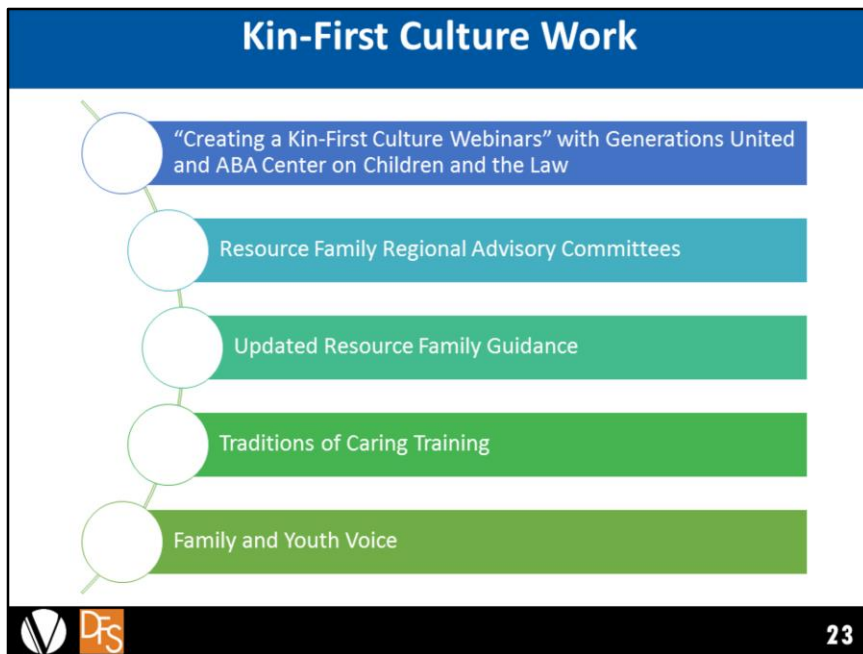 Kin-First Culture Work
“Creating a Kin-First Culture Webinars” with Generations United
and ABA Center on Children and the Law
Resource Family Regional Advisory Committees
Updated Resource Family Guidance
Traditions of Caring Training
Family and Youth Voice
V DFS
23